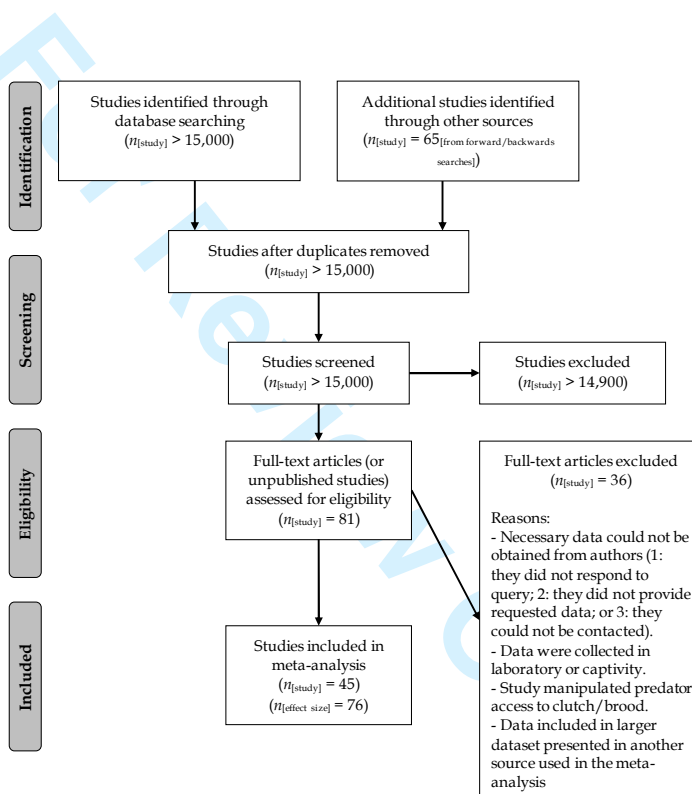 Identification
Studies identified through
database searching
(n[study] > 15,000)
Additional studies identified
through other sources
(n[study] = 65[from forward/backwards
searches])
Studies after duplicates removed
(n[study] > 15,000)
Screening
Studies screened
(n[study] > 15,000)
Studies excluded
(n[study] > 14,900)
Eligibility
Full-text articles (or
unpublished studies)
assessed for eligibility
(n[study] = 81)
Full-text articles excluded
(n[study] = 36)
Reasons:
- Necessary data could not be
obtained from authors (1:
they did not respond to
query; 2: they did not provide
requested data; or 3: they
could not be contacted).
- Data were collected in
laboratory or captivity.
- Study manipulated predator
access to clutch/brood.
- Data included in larger
dataset presented in another
source used in the meta-
analysis
Included
Studies included in
meta-analysis
(n[study] = 45)
(n[effect size] = 76)
For Review O